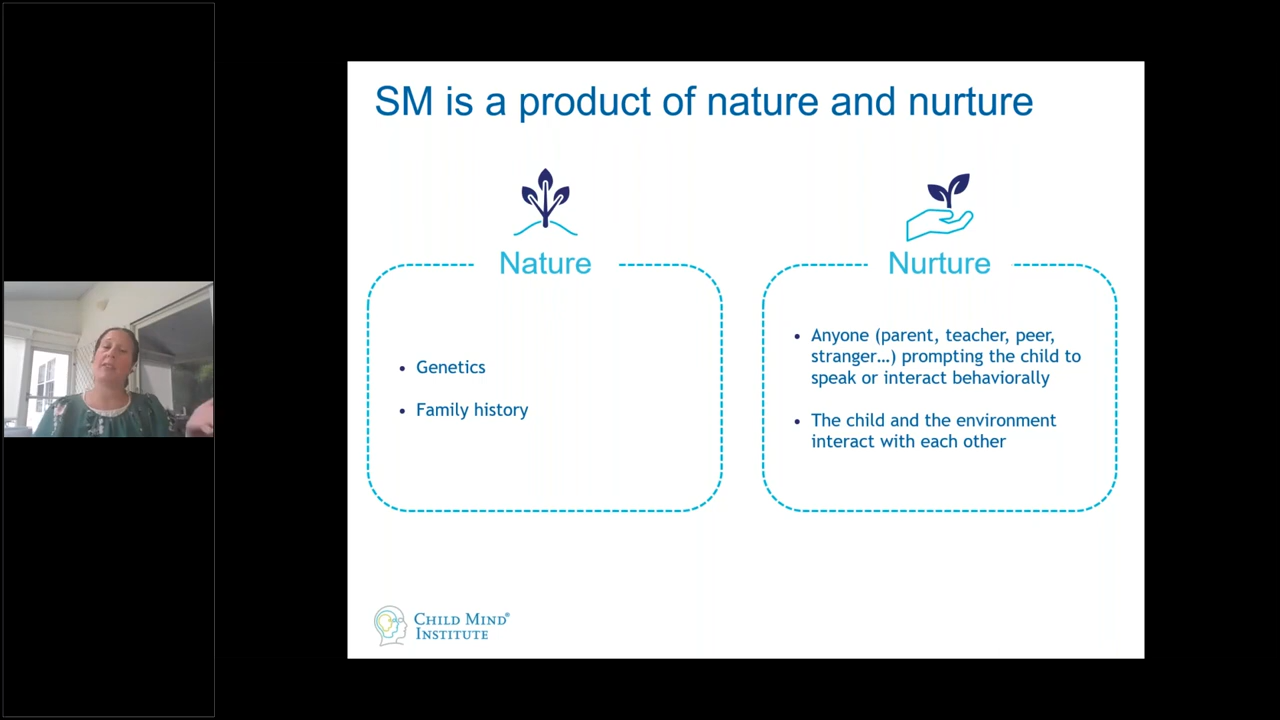 SM is a product of nature and nurture
Nature
• Genetics
• Family history
Nurture
• Anyone (parent, teacher, peer,
stranger...) prompting the child to
speak or interact behaviorally
• The child and the environment
interact with each other
CHILD MIND®
INSTITUTE